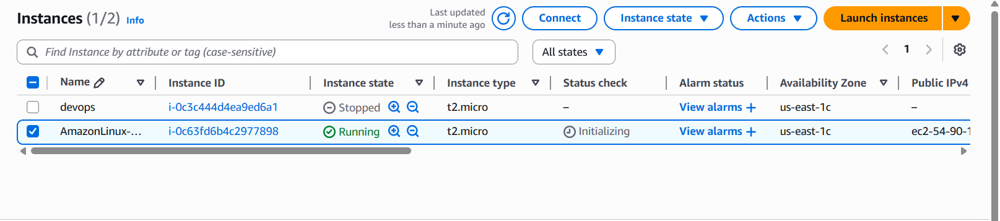 Instances (1/2) Info
Last updated
less than a minute ago
Connect
Instance state
Actions
Launch instances
Find Instance by attribute or tag (case-sensitive)
All states
1
Name Instance ID Instance state Instance type Status check Alarm status Availability Zone Public IPv4
devops i-0c3c444d4ea9ed6a1 Stopped t2.micro – View alarms + us-east-1c –
AmazonLinux-... i-0c63fd6b4c2977898 Running t2.micro Initializing View alarms + us-east-1c ec2-54-90-1